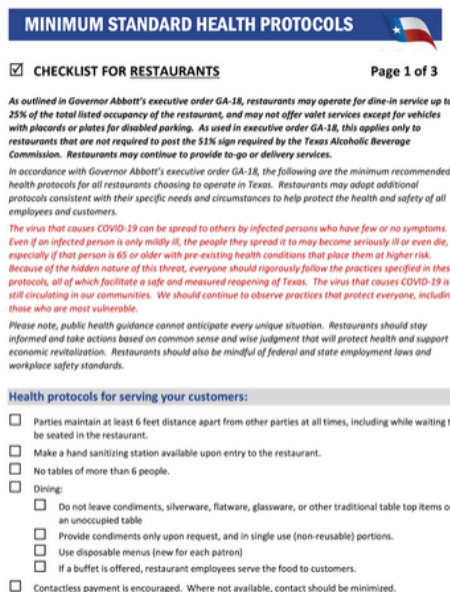 MINIMUM STANDARD HEALTH PROTOCOLS
☑ CHECKLIST FOR RESTAURANTS Page 1 of 3
As outlined in Governor Abbott's executive order GA-18, restaurants may operate for dine-in service up to
25% of the total listed occupancy of the restaurant, and may not offer valet services except for vehicles
with placards or plates for disabled parking. As used in executive order GA-18, this applies only to
restaurants that are not required to post the 51% sign required by the Texas Alcoholic Beverage
Commission. Restaurants may continue to provide to-go or delivery services.
In accordance with Governor Abbott's executive order GA-18, the following are the minimum recommended
health protocols for all restaurants choosing to operate in Texas. Restaurants may adopt additional
protocols consistent with their specific needs and circumstances to help protect the health and safety of all
employees and customers.
The virus that causes COVID-19 can be spread to others by infected persons who have few or no symptoms.
Even if an infected person is only mildly ill, the people they spread it to may become seriously ill or even die,
especially if that person is 65 or older with pre-existing health conditions that place them at higher risk.
Because of the hidden nature of this threat, everyone should rigorously follow the practices specified in thes
protocols, all of which facilitate a safe and measured reopening of Texas. The virus that causes COVID-19 is
still circulating in our communities. We should continue to observe practices that protect everyone, includin
those who are most vulnerable.
Please note, public health guidance cannot anticipate every unique situation. Restaurants should stay
informed and take actions based on common sense and wise judgment that will protect health and support
economic revitalization. Restaurants should also be mindful of federal and state employment laws and
workplace safety standards.
Health protocols for serving your customers:
☐ Parties maintain at least 6 feet distance apart from other parties at all times, including while waiting t
be seated in the restaurant.
☐ Make a hand sanitizing station available upon entry to the restaurant.
☐ No tables of more than 6 people.
☐ Dining:
☐ Do not leave condiments, silverware, flatware, glassware, or other traditional table top items o
an unoccupied table
☐ Provide condiments only upon request, and in single use (non-reusable) portions.
☐ Use disposable menus (new for each patron)
☐ If a buffet is offered, restaurant employees serve the food to customers.
☐ Contactless payment is encouraged. Where not available, contact should be minimized.